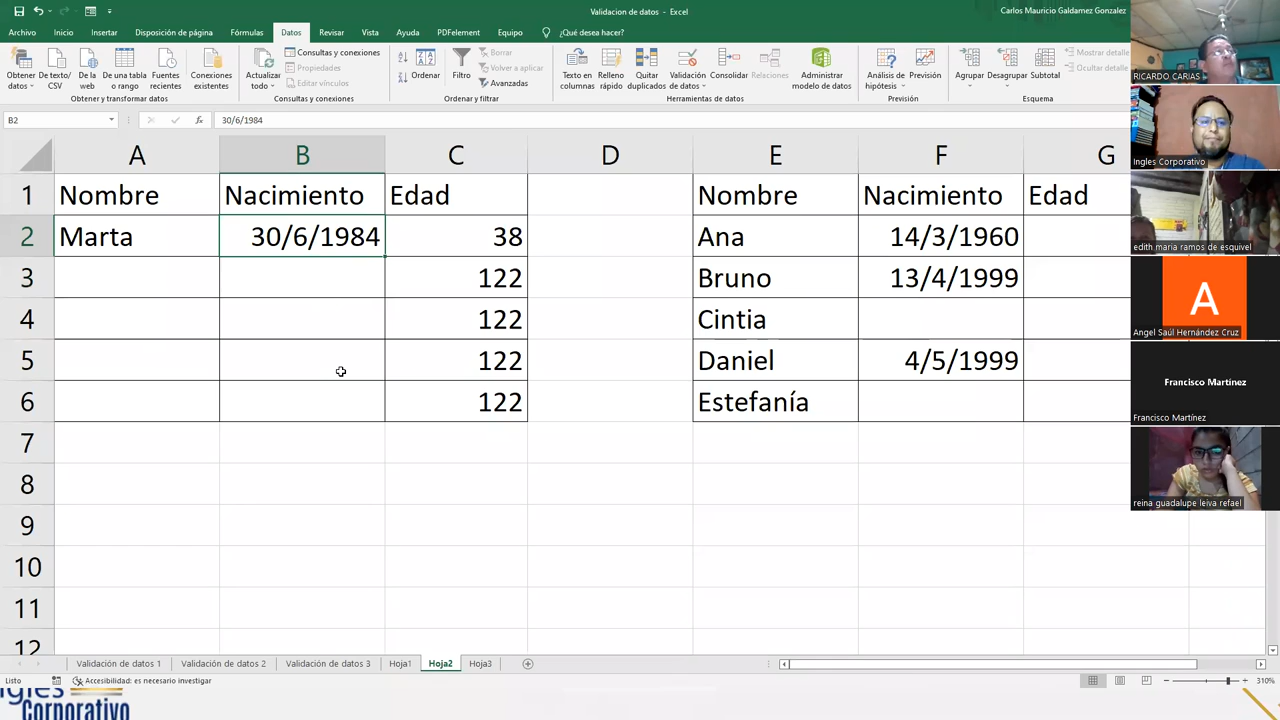 Validacion de datos - Excel
Carlos Mauricio Galdamez Gonzalez
Archivo Inicio Insertar Disposición de página Fórmulas Datos Revisar Vista Ayuda PDFelement Equipo ¿Qué desea hacer?
Obtener datos
De texto/CSV
De la web
De una tabla o rango
Fuentes recientes
Conexiones existentes
Obtener y transformar datos
Actualizar todo
Consultas y conexiones
Propiedades
Editar vínculos
Consultas y conexiones
Ordenar
Filtro
Borrar
Volver a aplicar
Avanzadas
Ordenar y filtrar
Texto en columnas
Relleno rápido
Quitar duplicados
Validación de datos
Consolidar
Relaciones
Administrar modelo de datos
Herramientas de datos
Análisis de hipótesis
Previsión
Previsión
Agrupar
Desagrupar
Subtotal
Mostrar detalle
Ocultar detalle
Esquema
B2
fx
30/6/1984
A B C D E F G
1 Nombre Nacimiento Edad Nombre Nacimiento Edad
2 Marta 30/6/1984 38 Ana 14/3/1960
3 122 Bruno 13/4/1999
4 122 Cintia
5 122 Daniel 4/5/1999
6 122 Estefanía
7
8
9
10
11
12
RICARDO CARIAS
Ingles Corporativo
edith maria ramos de esquivel
A
Angel Saúl Hernández Cruz
Francisco Martínez
Francisco Martínez
reina guadalupe leiva refael
Validación de datos 1 Validación de datos 2 Validación de datos 3 Hoja1 Hoja2 Hoja3
Listo
Accesibilidad: es necesario investigar
310%
Ingles
Corporativo